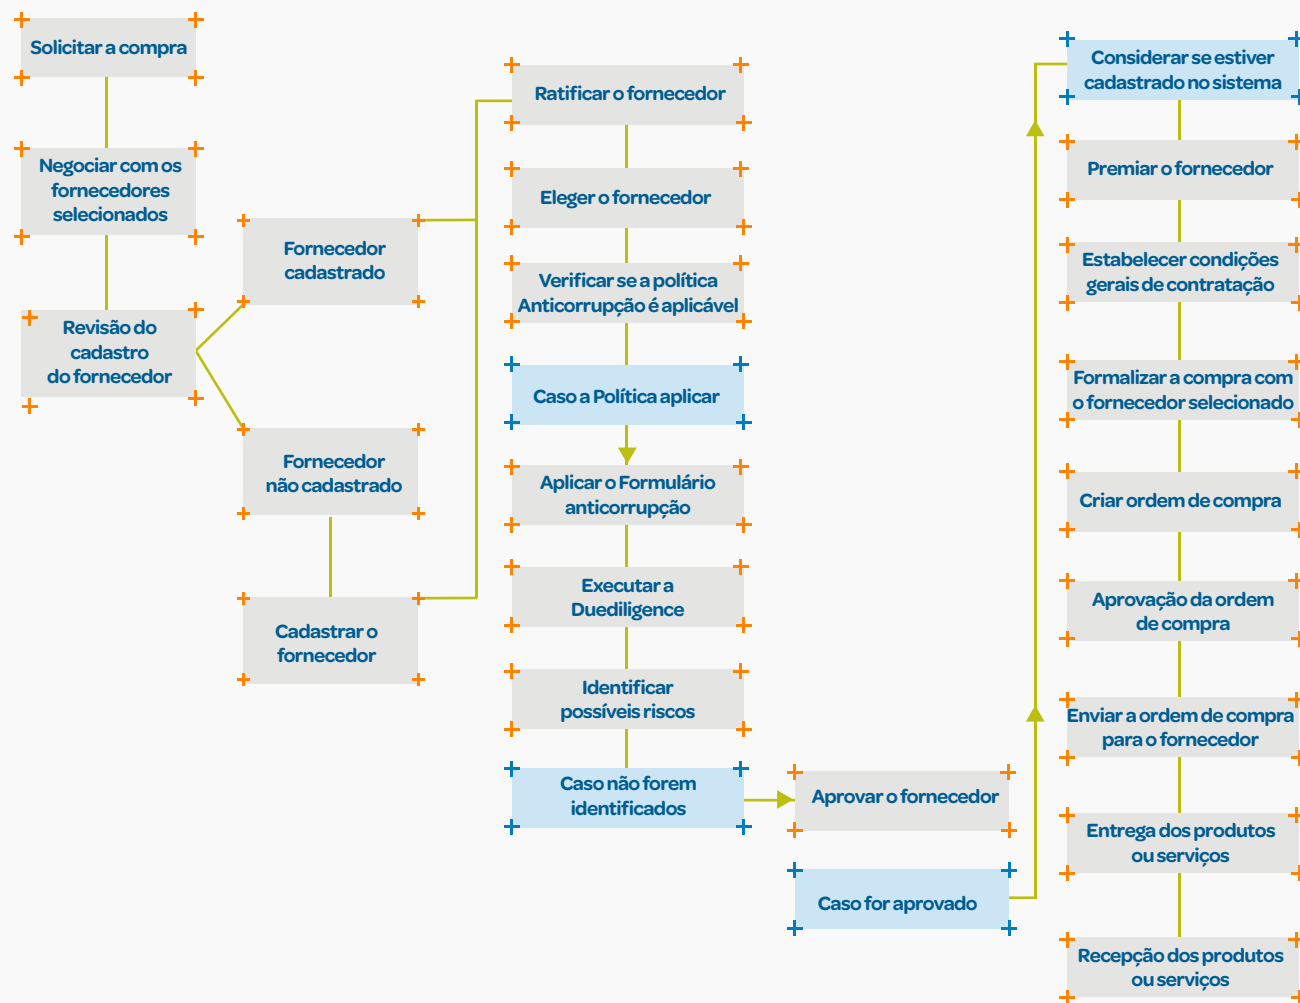 Solicitar a compra
Negociar com os
fornecedores
selecionados
Revisão do
cadastro
do fornecedor
Fornecedor
cadastrado
Fornecedor
não cadastrado
Cadastrar o
fornecedor
Ratificar o fornecedor
Eleger o fornecedor
Verificar se a política
Anticorrupção é aplicável
Caso a Política aplicar
Aplicar o Formulário
anticorrupção
Executar a
Duediligence
Identificar
possíveis riscos
Caso não forem
identificados
Aprovar o fornecedor
Caso for aprovado
Considerar se estiver
cadastrado no sistema
Premiar o fornecedor
Estabelecer condições
gerais de contratação
Formalizar a compra com
o fornecedor selecionado
Criar ordem de compra
Aprovação da ordem
de compra
Enviar a ordem de compra
para o fornecedor
Entrega dos produtos
ou serviços
Recepção dos produtos
ou serviços